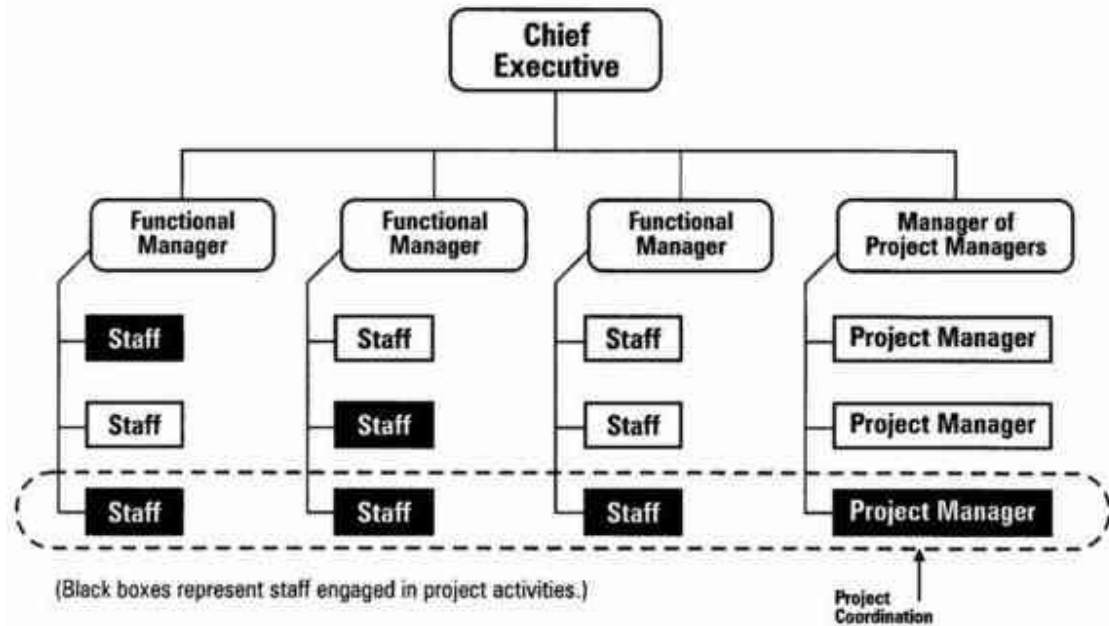 Chief
Executive
Functional
Manager
Functional
Manager
Functional
Manager
Manager of
Project Managers
Staff
Staff
Staff
Project Manager
Staff
Staff
Staff
Project Manager
Staff
Staff
Staff
Project Manager
(Black boxes represent staff engaged in project activities.)
Project
Coordination